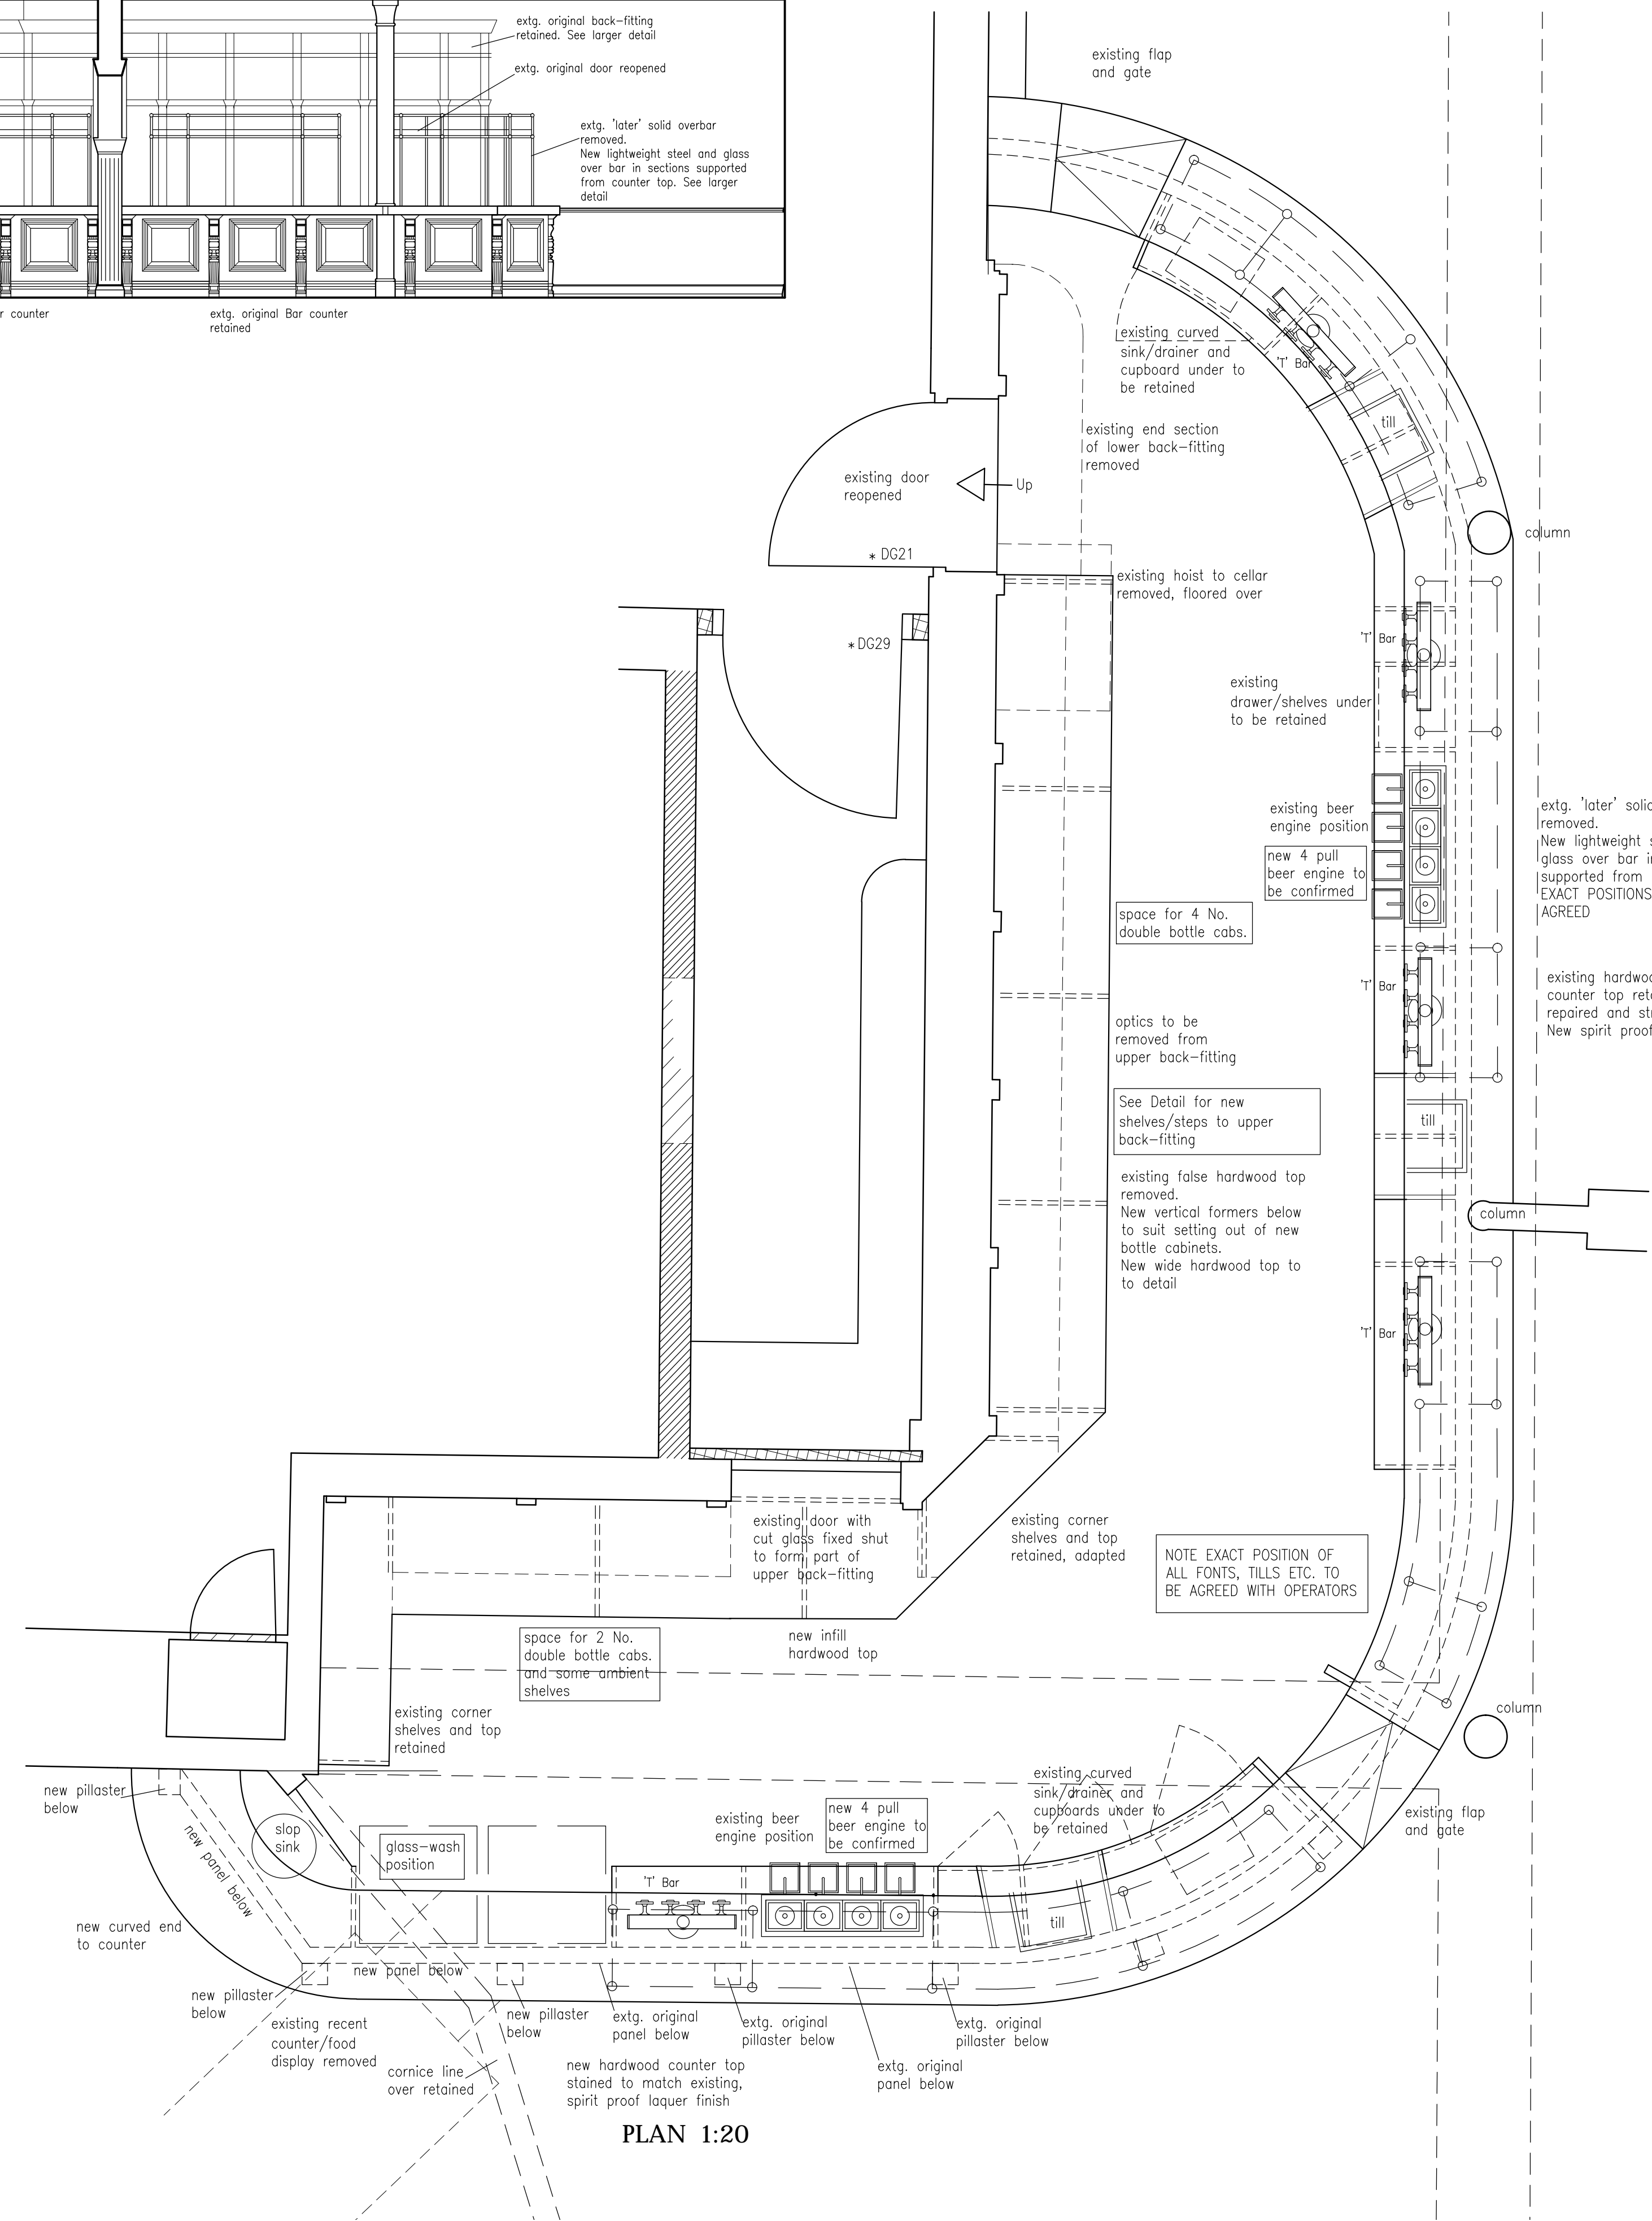 extg. original back-fitting
retained. See larger detail
extg. original door reopened
extg. 'later' solid overbar
removed.
New lightweight steel and glass
over bar in sections supported
from counter top. See larger
detail
r counter
extg. original Bar counter
retained
existing flap
and gate
existing curved
sink/drainer and
cupboard under to
be retained
'T' Bar
till
existing end section
of lower back-fitting
removed
existing door
reopened
Up
column
* DG21
existing hoist to cellar
removed, floored over
* DG29
'T' Bar
existing
drawer/shelves under
to be retained
existing beer
engine position
new 4 pull
beer engine to
be confirmed
extg. 'later' solid
removed.
New lightweight s
glass over bar in
supported from
EXACT POSITIONS
AGREED
space for 4 No.
double bottle cabs.
'T' Bar
existing hardwoo
counter top reta
repaired and str
New spirit proof
optics to be
removed from
upper back-fitting
See Detail for new
shelves/steps to upper
back-fitting
till
existing false hardwood top
removed.
New vertical formers below
to suit setting out of new
bottle cabinets.
New wide hardwood top to
to detail
column
'T' Bar
existing door with
cut glass fixed shut
to form part of
upper back-fitting
existing corner
shelves and top
retained, adapted
NOTE EXACT POSITION OF
ALL FONTS, TILLS ETC. TO
BE AGREED WITH OPERATORS
space for 2 No.
double bottle cabs.
and some ambient
shelves
new infill
hardwood top
existing corner
shelves and top
retained
column
new pillaster
below
existing curved
sink/drainer and
cupboards under to
be retained
existing flap
and gate
slop
sink
glass-wash
position
existing beer
engine position
new 4 pull
beer engine to
be confirmed
new panel below
'T' Bar
till
new curved end
to counter
new panel below
new pillaster
below
new pillaster
below
extg. original
panel below
extg. original
pillaster below
extg. original
pillaster below
existing recent
counter/food
display removed
cornice line
over retained
new hardwood counter top
stained to match existing,
spirit proof laquer finish
extg. original
panel below
PLAN 1:20